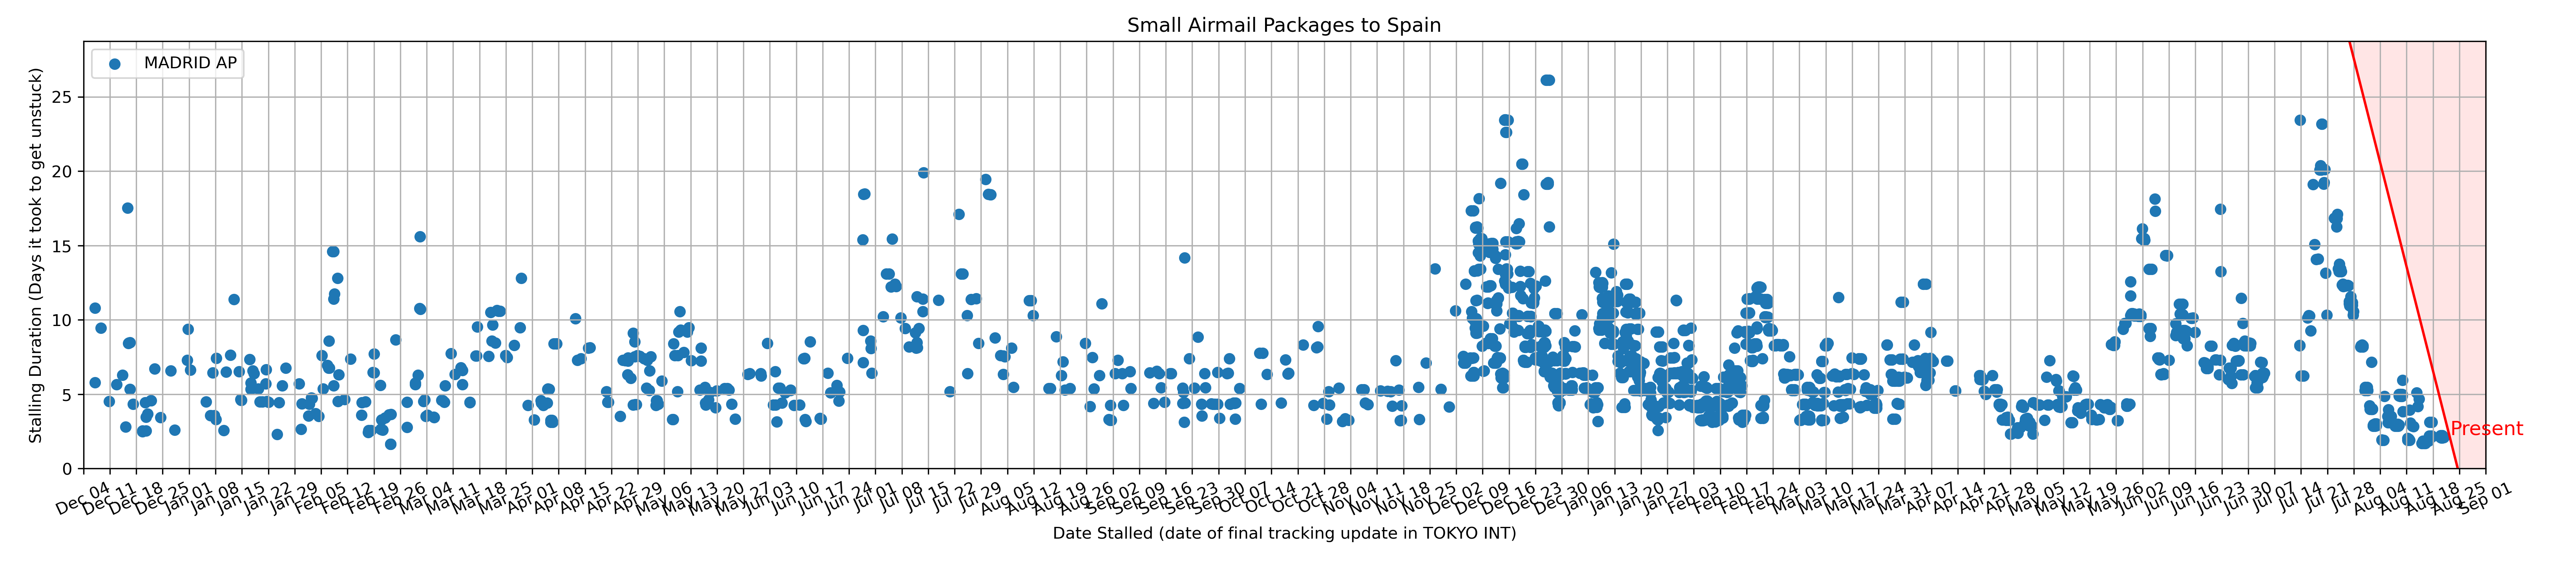 Small Airmail Packages to Spain
MADRID AP
Stalling Duration (Days it took to get unstuck)
25
20
15
10
5
0
Present
Dec 04
Dec 11
Dec 18
Dec 25
Jan 01
Jan 08
Jan 15
Jan 22
Jan 29
Feb 05
Feb 12
Feb 19
Feb 26
Mar 04
Mar 11
Mar 18
Mar 25
Apr 01
Apr 08
Apr 15
Apr 22
Apr 29
May 06
May 13
May 20
May 27
Jun 03
Jun 10
Jun 17
Jun 24
Jul 01
Jul 08
Jul 15
Jul 22
Jul 29
Aug 05
Aug 12
Aug 19
Aug 26
Sep 02
Sep 09
Sep 16
Sep 23
Sep 30
Oct 07
Oct 14
Oct 21
Oct 28
Nov 04
Nov 11
Nov 18
Nov 25
Dec 02
Dec 09
Dec 16
Dec 23
Dec 30
Jan 06
Jan 13
Jan 20
Jan 27
Feb 03
Feb 10
Feb 17
Feb 24
Mar 03
Mar 10
Mar 17
Mar 24
Mar 31
Apr 07
Apr 14
Apr 21
Apr 28
May 05
May 12
May 19
May 26
Jun 02
Jun 09
Jun 16
Jun 23
Jun 30
Jul 07
Jul 14
Jul 21
Jul 28
Aug 04
Aug 11
Aug 18
Aug 25
Sep 01
Date Stalled (date of final tracking update in TOKYO INT)